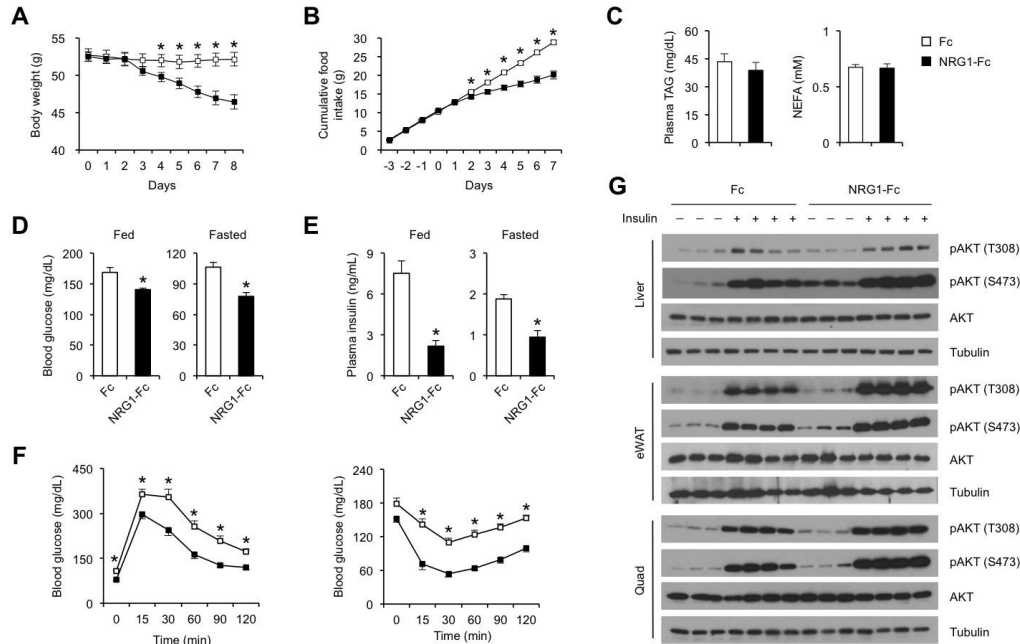 A
Body weight (g)
55
50
45
40
* * * * *
0 1 2 3 4 5 6 7 8
Days
B
Cumulative food
intake (g)
30
25
20
15
10
5
0
* * * * * *
-3 -2 -1 0 1 2 3 4 5 6 7
Days
C
Plasma TAG (mg/dL)
60
45
30
15
0
NEFA (mM)
1
0.5
0
Fc
NRG1-Fc
D
Blood glucose (mg/dL)
Fed
200
150
100
50
0
*
Fc
NRG1-Fc
Fasted
120
90
60
30
0
*
Fc
NRG1-Fc
E
Plasma insulin (ng/mL)
Fed
9
6
3
0
*
Fc
NRG1-Fc
Fasted
3
2
1
0
*
Fc
NRG1-Fc
F
Blood glucose (mg/dL)
450
300
150
0
* * * * * *
0 15 30 60 90 120
Time (min)
Blood glucose (mg/dL)
240
180
120
60
0
* * * * *
0 15 30 60 90 120
Time (min)
G
Fc NRG1-Fc
Insulin – – – + + + + – – – + + + +
Liver
pAKT (T308)
pAKT (S473)
AKT
Tubulin
eWAT
pAKT (T308)
pAKT (S473)
AKT
Tubulin
Quad
pAKT (T308)
pAKT (S473)
AKT
Tubulin